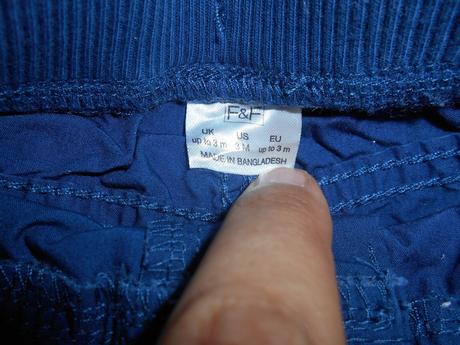 F&F
UK US EU
up to 3 m 3 M up to 3 m
MADE IN BANGLADESH